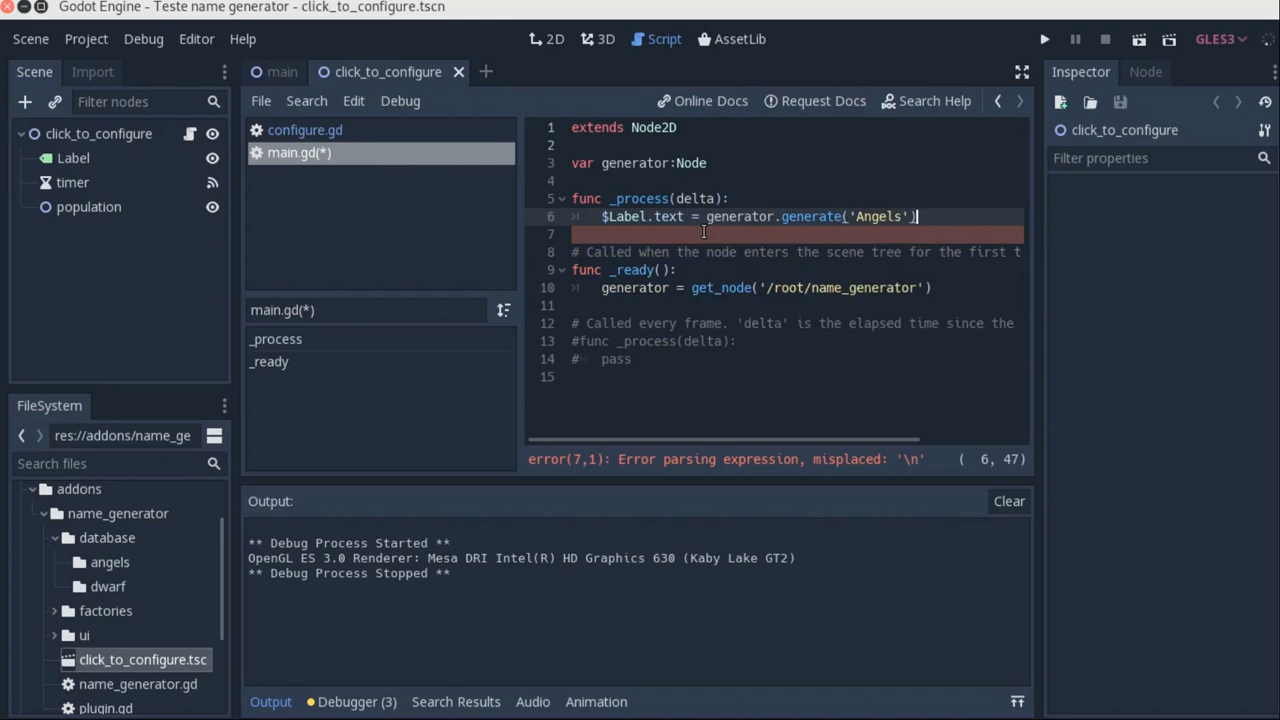 Godot Engine - Teste name generator - click_to_configure.tscn
Scene Project Debug Editor Help
2D 3D Script AssetLib
GLES3
Scene Import
Filter nodes
click_to_configure
Label
timer
population
FileSystem
res://addons/name_ge
Search files
addons
name_generator
database
angels
dwarf
factories
ui
click_to_configure.tsc
name_generator.gd
plugin.gd
main click_to_configure
File Search Edit Debug
Online Docs Request Docs Search Help
configure.gd
main.gd(*)
main.gd(*)
_process
_ready
1 extends Node2D
2
3 var generator:Node
4
5 func _process(delta):
6 $Label.text = generator.generate('Angels')
7
8 # Called when the node enters the scene tree for the first t
9 func _ready():
10 generator = get_node('/root/name_generator')
11
12 # Called every frame. 'delta' is the elapsed time since the
13 #func _process(delta):
14 # pass
15
error(7,1): Error parsing expression, misplaced: '\n' ( 6, 47)
Output: Clear
** Debug Process Started **
OpenGL ES 3.0 Renderer: Mesa DRI Intel(R) HD Graphics 630 (Kaby Lake GT2)
** Debug Process Stopped **
Output Debugger (3) Search Results Audio Animation
Inspector Node
click_to_configure
Filter properties